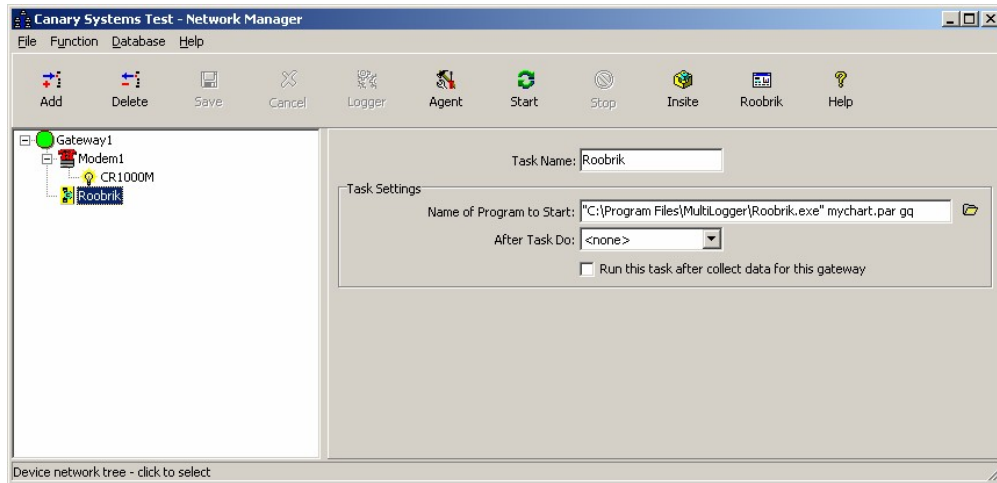 Canary Systems Test - Network Manager
File Function Database Help
Add Delete Save Cancel Logger Agent Start Stop Insite Roobrik Help
Gateway1
Modem1
CR1000M
Roobrik
Task Name: Roobrik
Task Settings
Name of Program to Start: "C:\Program Files\MultiLogger\Roobrik.exe" mychart.par gq
After Task Do: <none>
Run this task after collect data for this gateway
Device network tree - click to select